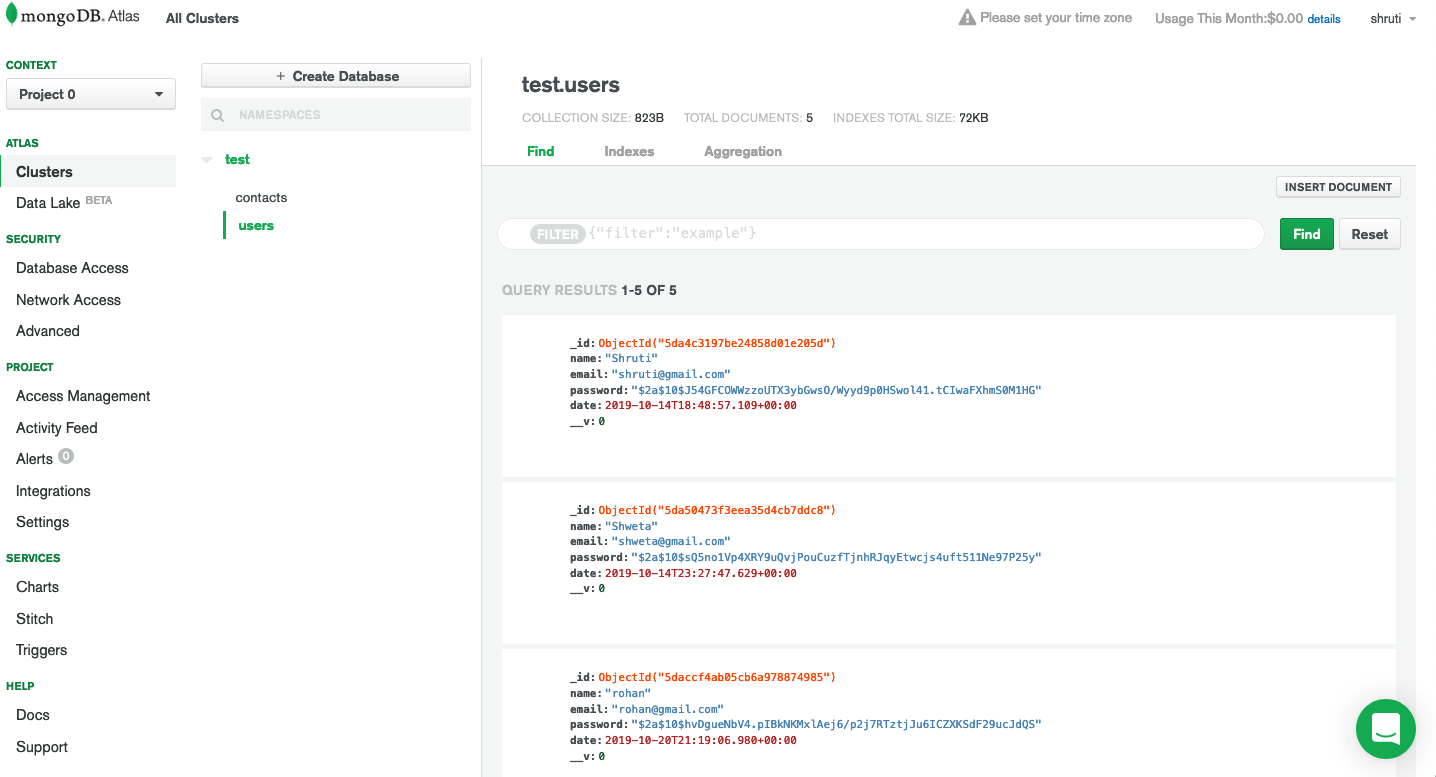 mongoDB. Atlas All Clusters Please set your time zone Usage This Month:$0.00 details shruti
CONTEXT
Project 0
ATLAS
Clusters
Data Lake BETA
SECURITY
Database Access
Network Access
Advanced
PROJECT
Access Management
Activity Feed
Alerts 0
Integrations
Settings
SERVICES
Charts
Stitch
Triggers
HELP
Docs
Support
+ Create Database
NAMESPACES
test
contacts
users
test.users
COLLECTION SIZE: 823B TOTAL DOCUMENTS: 5 INDEXES TOTAL SIZE: 72KB
Find Indexes Aggregation
INSERT DOCUMENT
FILTER {"filter":"example"} Find Reset
QUERY RESULTS 1-5 OF 5
_id: ObjectId("5da4c3197be24858d01e205d")
name: "Shruti"
email: "shruti@gmail.com"
password: "$2a$10$J54GFCOWWzzoUTX3ybGwsO/Wyyd9p0HSwol41.tCIwaFXhmS0M1HG"
date: 2019-10-14T18:48:57.109+00:00
__v: 0
_id: ObjectId("5da50473f3eea35d4cb7ddc8")
name: "Shweta"
email: "shweta@gmail.com"
password: "$2a$10$sQ5no1Vp4XRY9uQvjPouCuzfTjnhRJqyEtwcjs4uft511Ne97P25y"
date: 2019-10-14T23:27:47.629+00:00
__v: 0
_id: ObjectId("5daccf4ab05cb6a978874985")
name: "rohan"
email: "rohan@gmail.com"
password: "$2a$10$hvDgueNbV4.pIBkNKMxlAej6/p2j7RTztjJu6ICZXKSdF29ucJdQS"
date: 2019-10-20T21:19:06.980+00:00
__v: 0